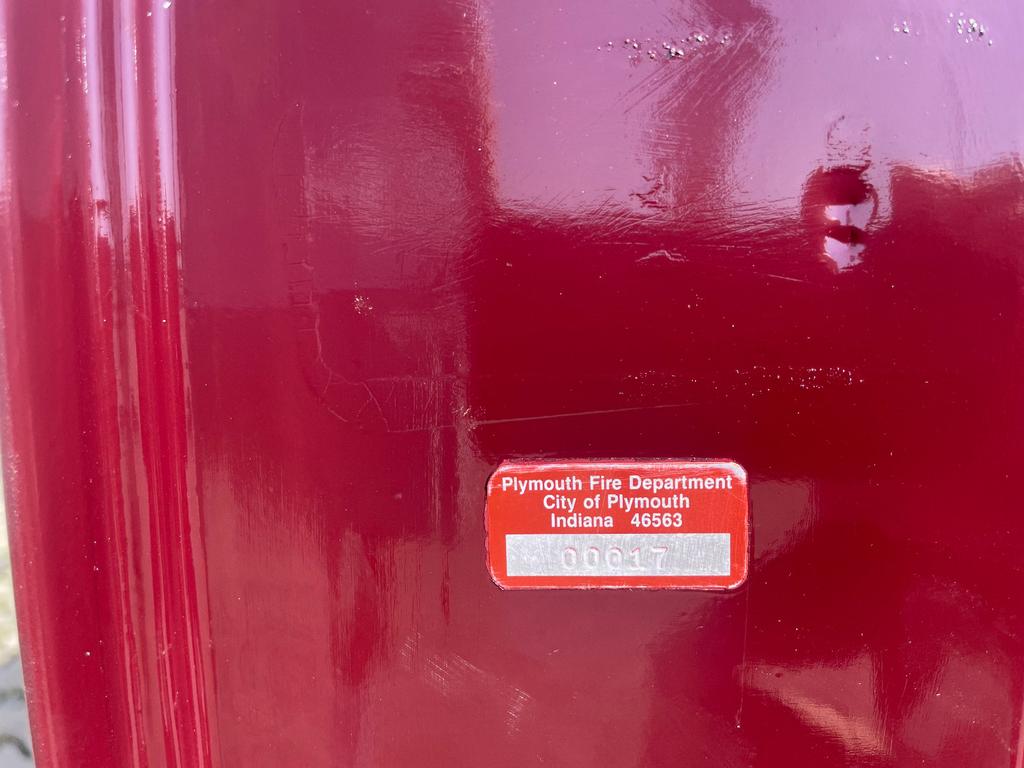 Plymouth Fire Department
City of Plymouth
Indiana 46563
00017